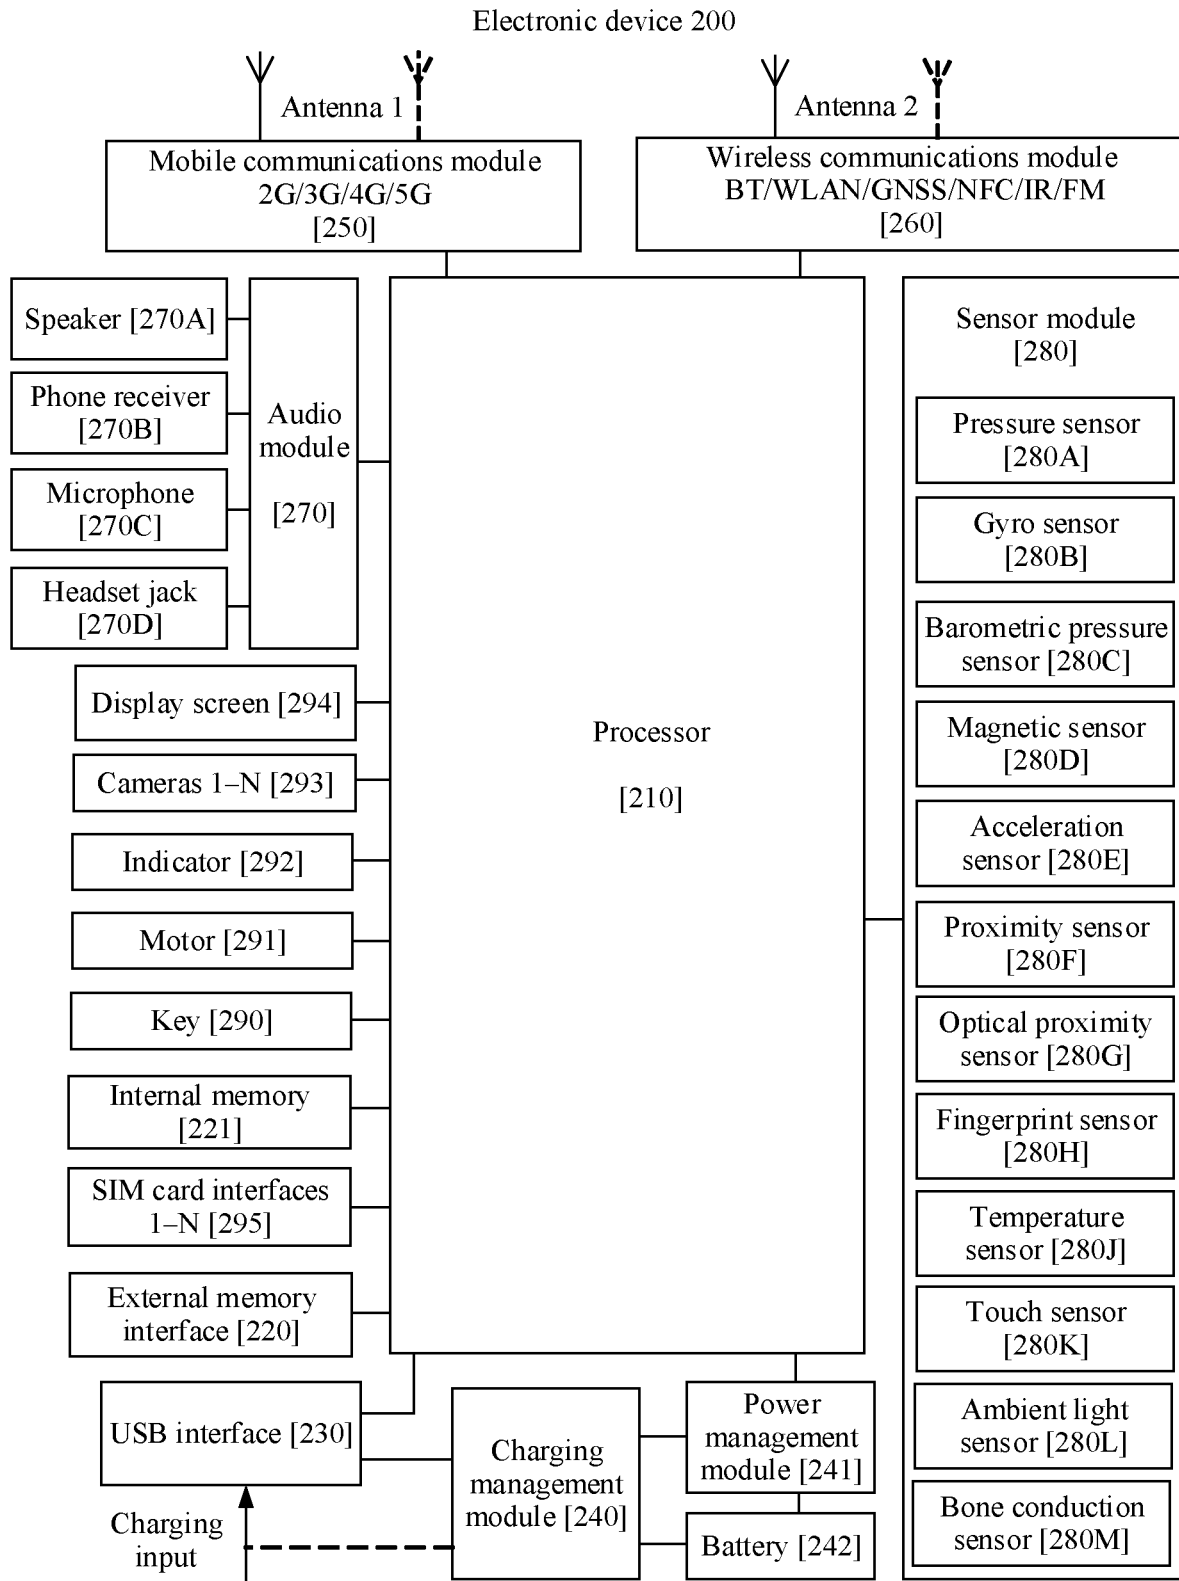 Electronic device 200
Antenna 1
Antenna 2
Mobile communications module
2G/3G/4G/5G
[250]
Wireless communications module
BT/WLAN/GNSS/NFC/IR/FM
[260]
Speaker [270A]
Phone receiver
[270B]
Microphone
[270C]
Headset jack
[270D]
Audio
module
[270]
Display screen [294]
Cameras 1–N [293]
Indicator [292]
Motor [291]
Key [290]
Internal memory
[221]
SIM card interfaces
1–N [295]
External memory
interface [220]
Processor
[210]
Sensor module
[280]
Pressure sensor
[280A]
Gyro sensor
[280B]
Barometric pressure
sensor [280C]
Magnetic sensor
[280D]
Acceleration
sensor [280E]
Proximity sensor
[280F]
Optical proximity
sensor [280G]
Fingerprint sensor
[280H]
Temperature
sensor [280J]
Touch sensor
[280K]
Ambient light
sensor [280L]
Bone conduction
sensor [280M]
USB interface [230]
Charging
input
Charging
management
module [240]
Power
management
module [241]
Battery [242]